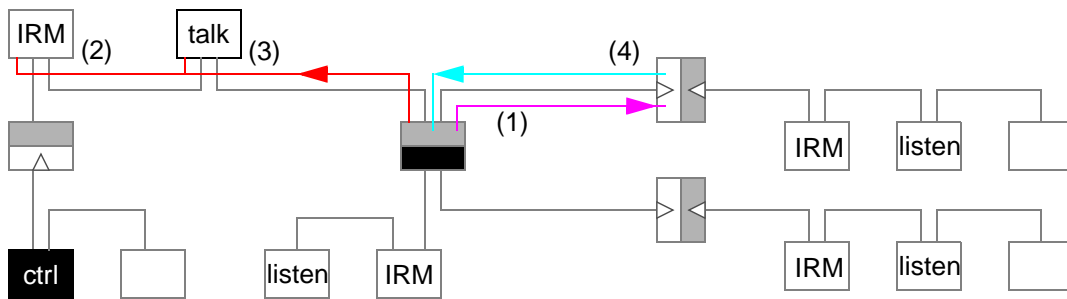 IRM
talk
(2)
(3)
(4)
(1)
IRM
listen
ctrl
listen
IRM
IRM
listen